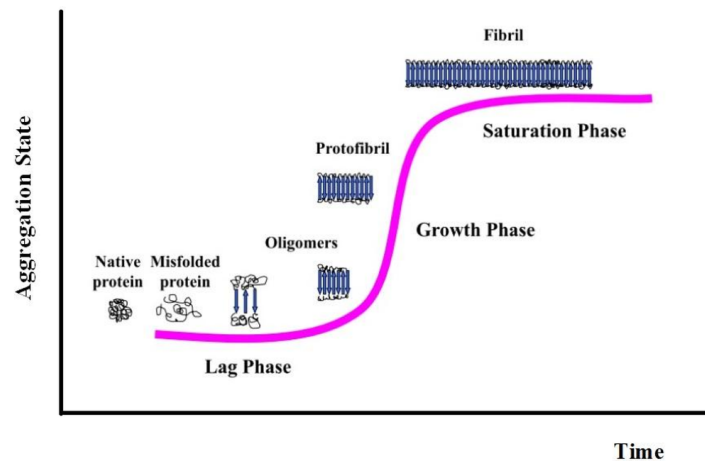 Fibril
Saturation Phase
Protofibril
Growth Phase
Oligomers
Native
protein
Misfolded
protein
Lag Phase
Aggregation State
Time